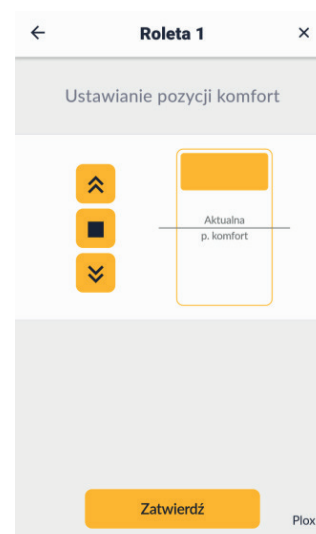 Roleta 1
Ustawianie pozycji komfort
Aktualna
p. komfort
Zatwierdź
Plox